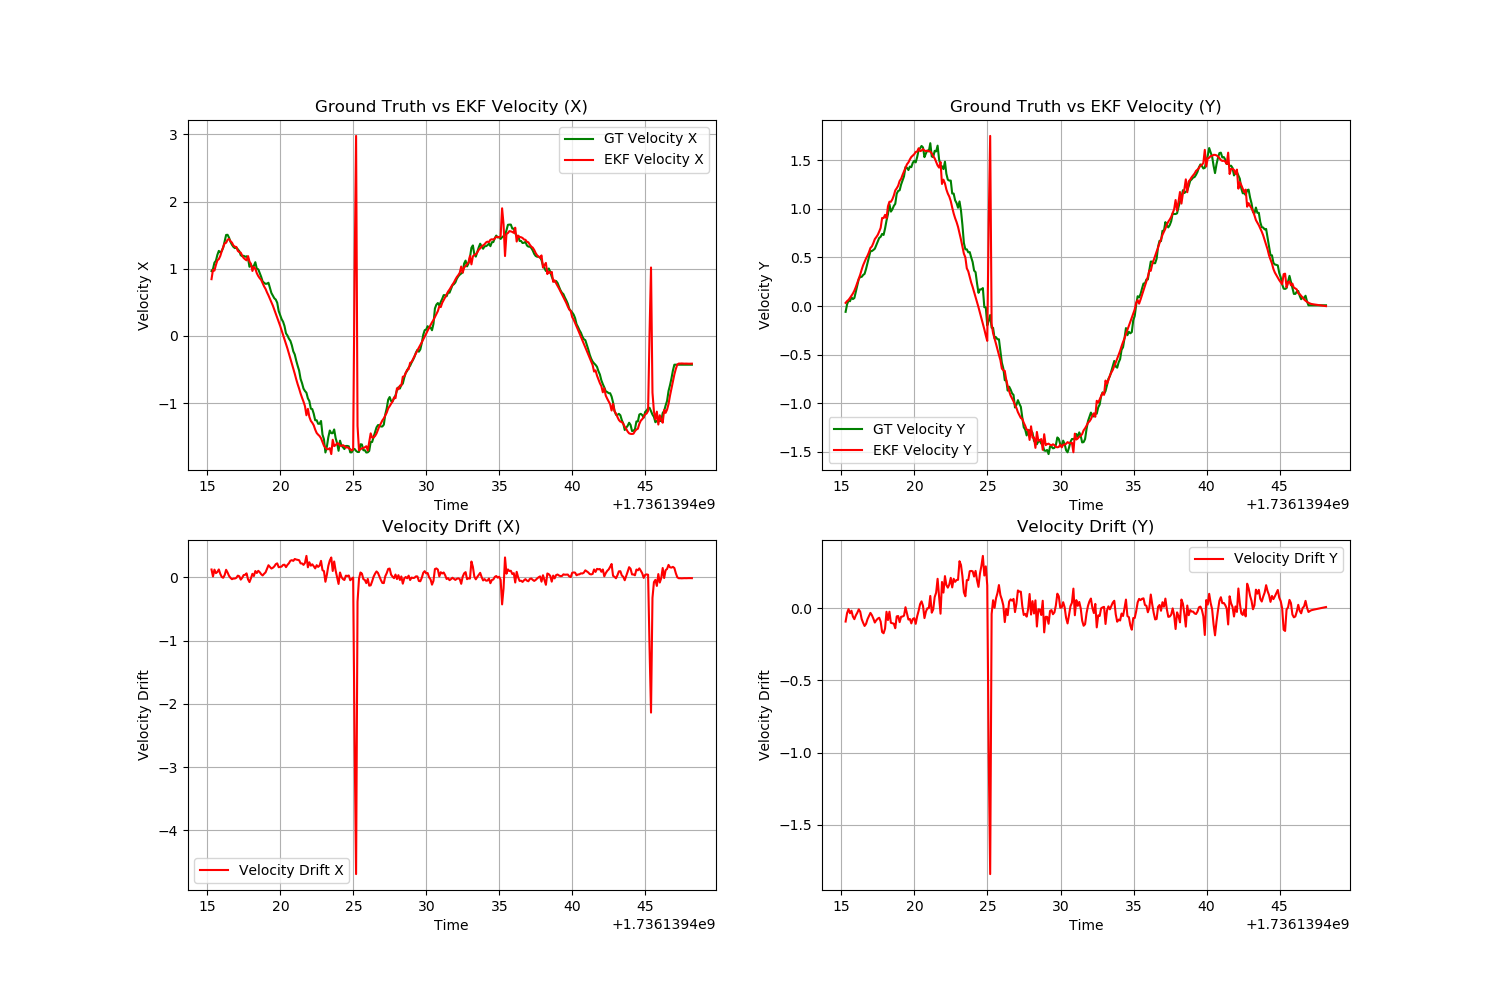 Ground Truth vs EKF Velocity (X)
Velocity X
3
2
1
0
−1
GT Velocity X
EKF Velocity X
15 20 25 30 35 40 45
Time
+1.7361394e9
Ground Truth vs EKF Velocity (Y)
Velocity Y
1.5
1.0
0.5
0.0
−0.5
−1.0
−1.5
GT Velocity Y
EKF Velocity Y
15 20 25 30 35 40 45
Time
+1.7361394e9
Velocity Drift (X)
Velocity Drift
0
−1
−2
−3
−4
Velocity Drift X
15 20 25 30 35 40 45
Time
+1.7361394e9
Velocity Drift (Y)
Velocity Drift
Velocity Drift Y
0.0
−0.5
−1.0
−1.5
15 20 25 30 35 40 45
Time
+1.7361394e9